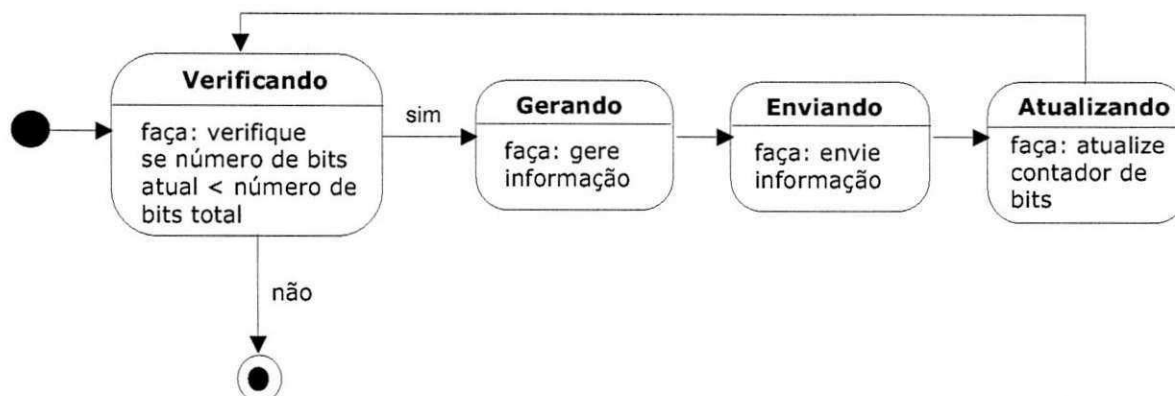 Verificando
faça: verifique
se número de bits
atual < número de
bits total
sim
não
Gerando
faça: gere
informação
Enviando
faça: envie
informação
Atualizando
faça: atualize
contador de
bits